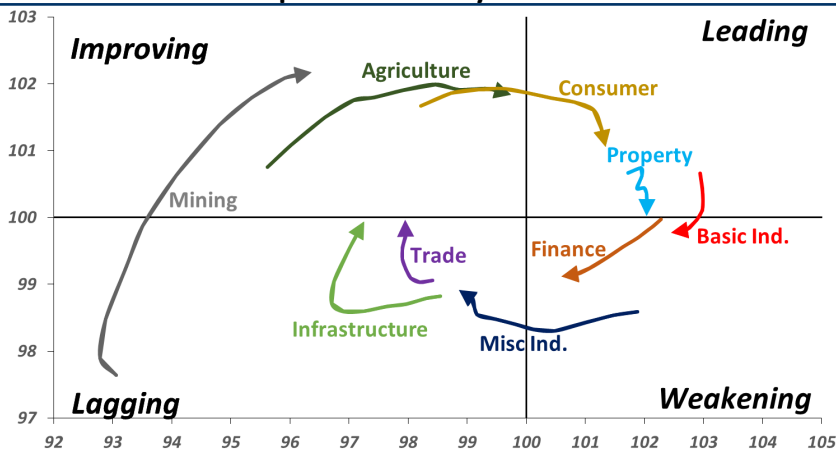 103
Improving
Leading
102
Agriculture
Consumer
101
Property
Mining
100
Basic Ind.
Trade
Finance
99
Infrastructure
Misc Ind.
98
Lagging
Weakening
97
92 93 94 95 96 97 98 99 100 101 102 103 104 105